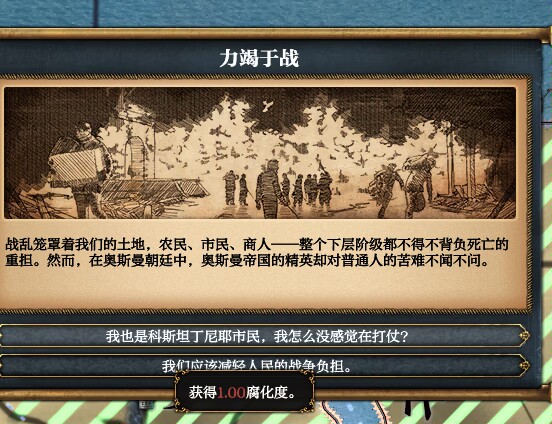 力竭于战
战乱笼罩着我们的土地，农民、市民、商人——整个下层阶级都不得不背负死亡的
重担。然而，在奥斯曼朝廷中，奥斯曼帝国的精英却对普通人的苦难不闻不问。
我也是科斯坦丁尼耶市民，我怎么没感觉在打仗？
我们应该减轻人民的战争负担。
获得1.00腐化度。